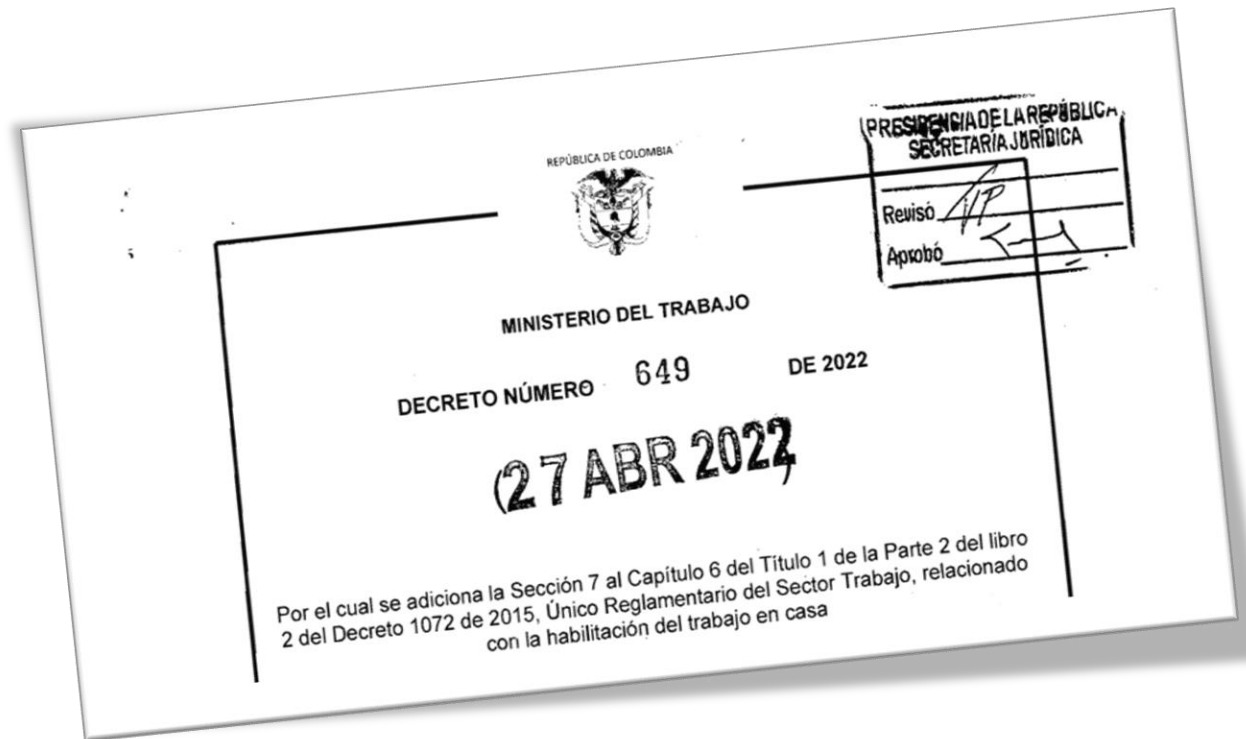 REPÚBLICA DE COLOMBIA
PRESIDENCIA DE LA REPÚBLICA
SECRETARÍA JURÍDICA
Revisó
Aprobó
MINISTERIO DEL TRABAJO
DECRETO NÚMERO 649 DE 2022
(27 ABR 2022)
Por el cual se adiciona la Sección 7 al Capítulo 6 del Título 1 de la Parte 2 del libro
2 del Decreto 1072 de 2015, Único Reglamentario del Sector Trabajo, relacionado
con la habilitación del trabajo en casa